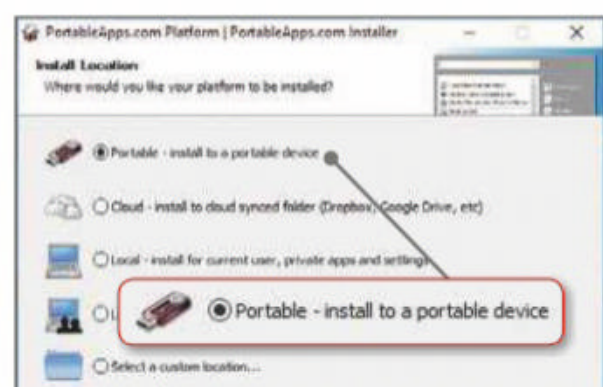 PortableApps.com Platform | PortableApps.com Installer
Install Location
Where would you like your platform to be installed?
Portable - install to a portable device
Cloud - install to cloud synced folder (Dropbox, Google Drive, etc)
Local - install for current user, private apps and settings
Portable - install to a portable device
Select a custom location...